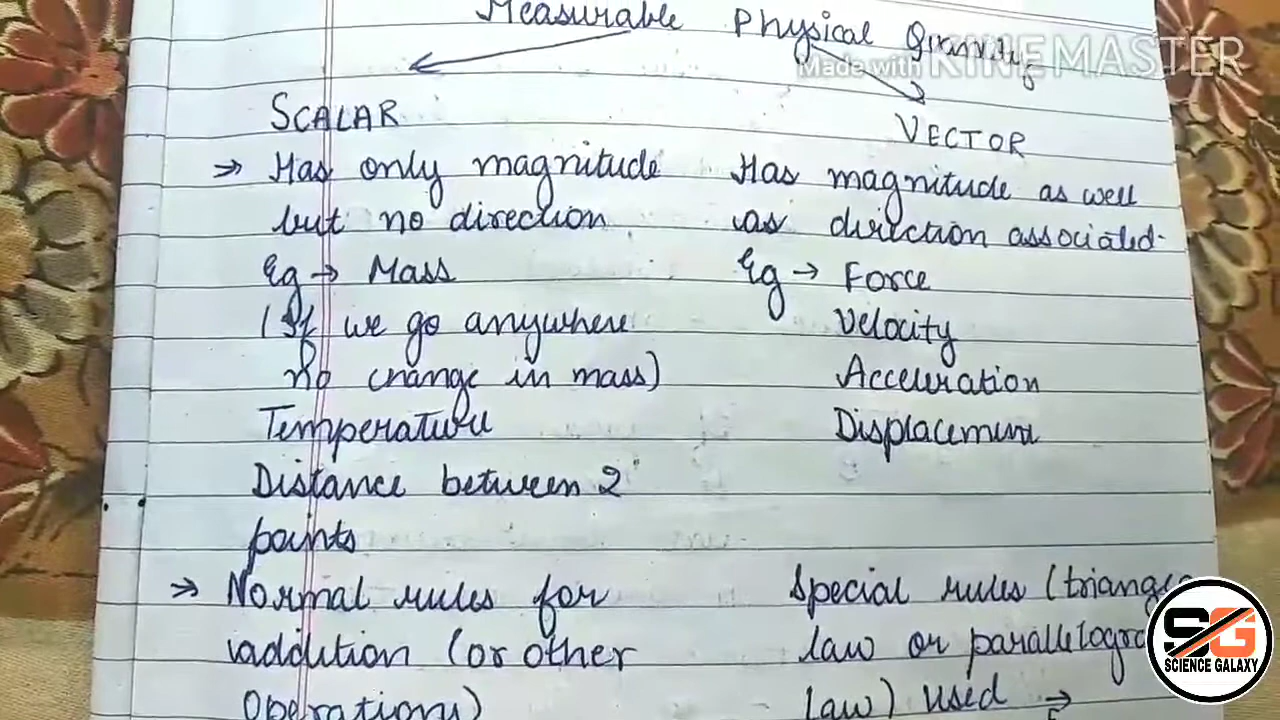 Measurable Physical Quantity
Made with KINEMASTER
SCALAR
VECTOR
⇒ Has only magnitude
but no direction
Eg → Mass
(If we go anywhere
no change in mass)
Temperature
Distance between 2
points
⇒ Normal rules for
addition (or other
operations)
Has magnitude as well
as direction associated.
Eg → Force
Velocity
Acceleration
Displacement
Special rules (triangle
law or parallelogra
law) used →
SG
SCIENCE GALAXY